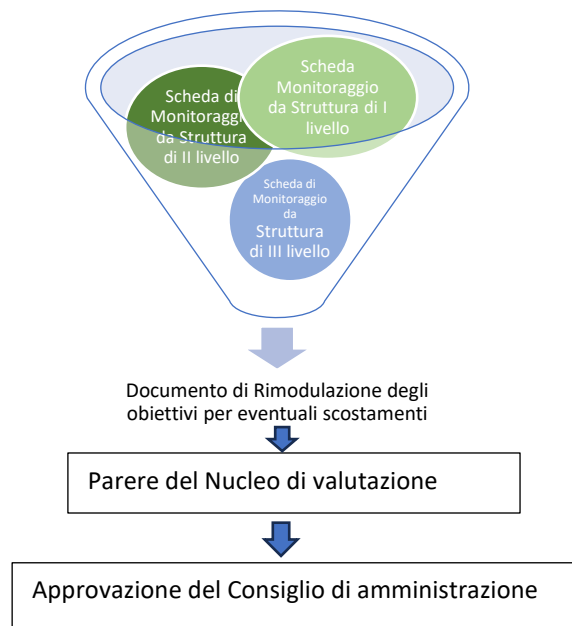 Scheda
Monitoraggio
da Struttura di I
livello
Scheda di
Monitoraggio
da Struttura
di II livello
Scheda di
Monitoraggio
da
Struttura
di III livello
Documento di Rimodulazione degli
obiettivi per eventuali scostamenti
Parere del Nucleo di valutazione
Approvazione del Consiglio di amministrazione